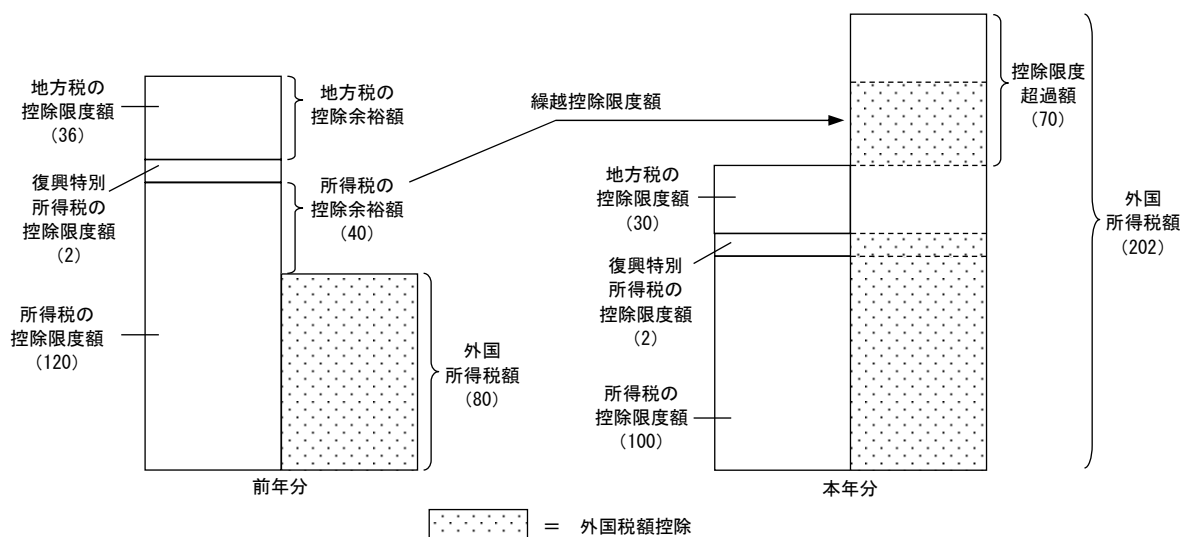 地方税の
控除限度額
(36)
地方税の
控除余裕額
復興特別
所得税の
控除限度額
(2)
所得税の
控除余裕額
(40)
所得税の
控除限度額
(120)
外国
所得税額
(80)
前年分
繰越控除限度額
控除限度
超過額
(70)
地方税の
控除限度額
(30)
復興特別
所得税の
控除限度額
(2)
所得税の
控除限度額
(100)
外国
所得税額
(202)
本年分
= 外国税額控除